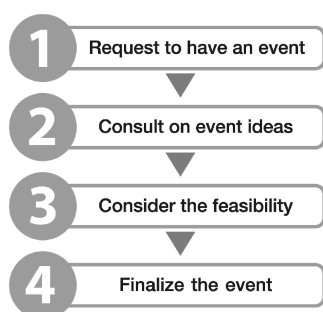 1 Request to have an event
2 Consult on event ideas
3 Consider the feasibility
4 Finalize the event